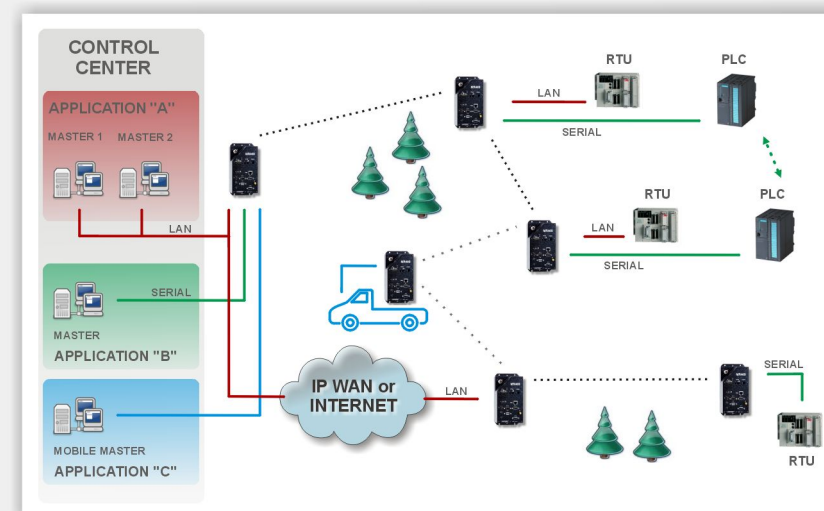 CONTROL
CENTER
APPLICATION "A"
MASTER 1
MASTER 2
LAN
SERIAL
MASTER
APPLICATION "B"
MOBILE MASTER
APPLICATION "C"
IP WAN or
INTERNET
LAN
LAN
SERIAL
RTU
PLC
LAN
SERIAL
RTU
PLC
SERIAL
RTU